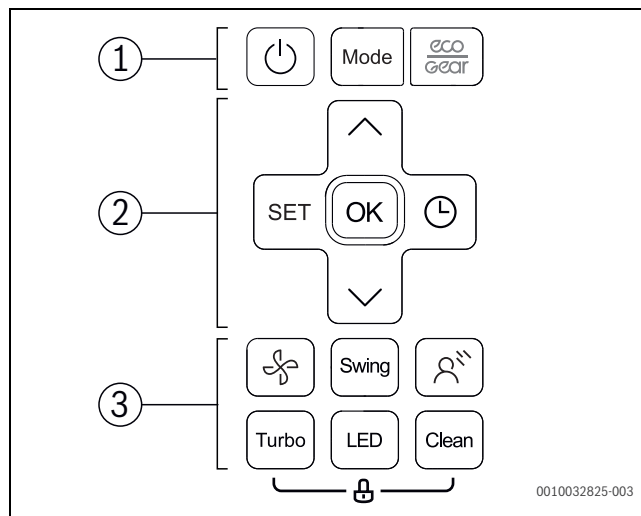 1
Mode
eco
Gear
2
SET
OK
3
Swing
Turbo
LED
Clean
0010032825-003